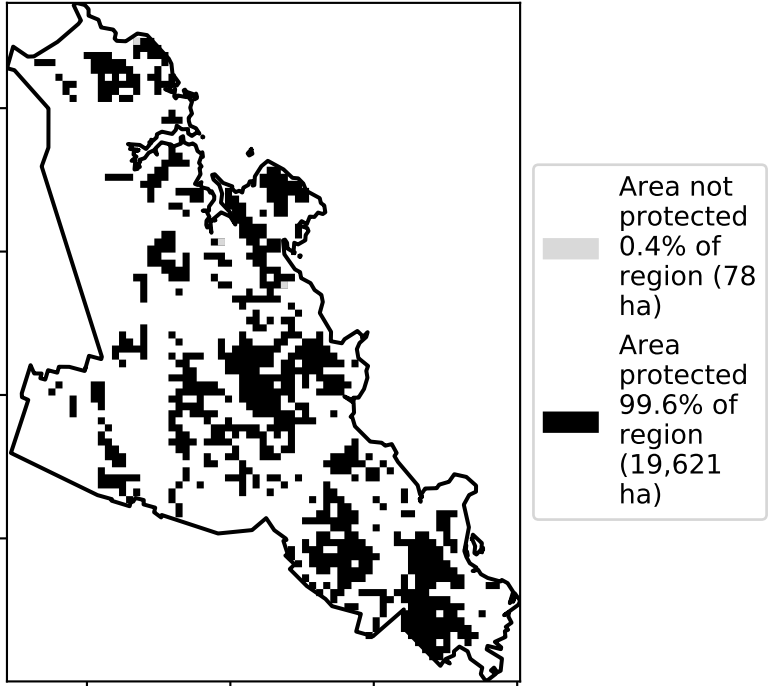 Area not
protected
0.4% of
region (78
ha)
Area
protected
99.6% of
region
(19,621
ha)